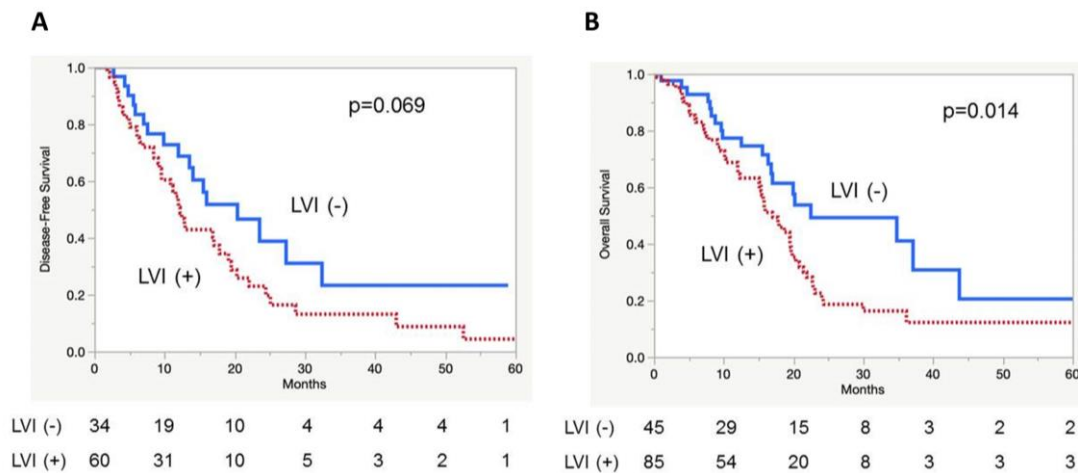 A
1.0
0.8
0.6
0.4
0.2
0.0
Disease-Free Survival
p=0.069
LVI (-)
LVI (+)
0 10 20 30 40 50 60
Months
LVI (-) 34 19 10 4 4 4 1
LVI (+) 60 31 10 5 3 2 1
B
1.0
0.8
0.6
0.4
0.2
0.0
Overall Survival
p=0.014
LVI (-)
LVI (+)
0 10 20 30 40 50 60
Months
LVI (-) 45 29 15 8 3 2 2
LVI (+) 85 54 20 8 3 3 3